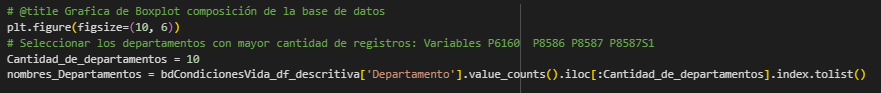 # @title Grafica de Boxplot composición de la base de datos
plt.figure(figsize=(10, 6))
# Seleccionar los departamentos con mayor cantidad de registros: Variables P6160  P8586 P8587 P8587S1
Cantidad_de_departamentos = 10
nombres_Departamentos = bdCondicionesVida_df_descritiva['Departamento'].value_counts().iloc[:Cantidad_de_departamentos].index.tolist()